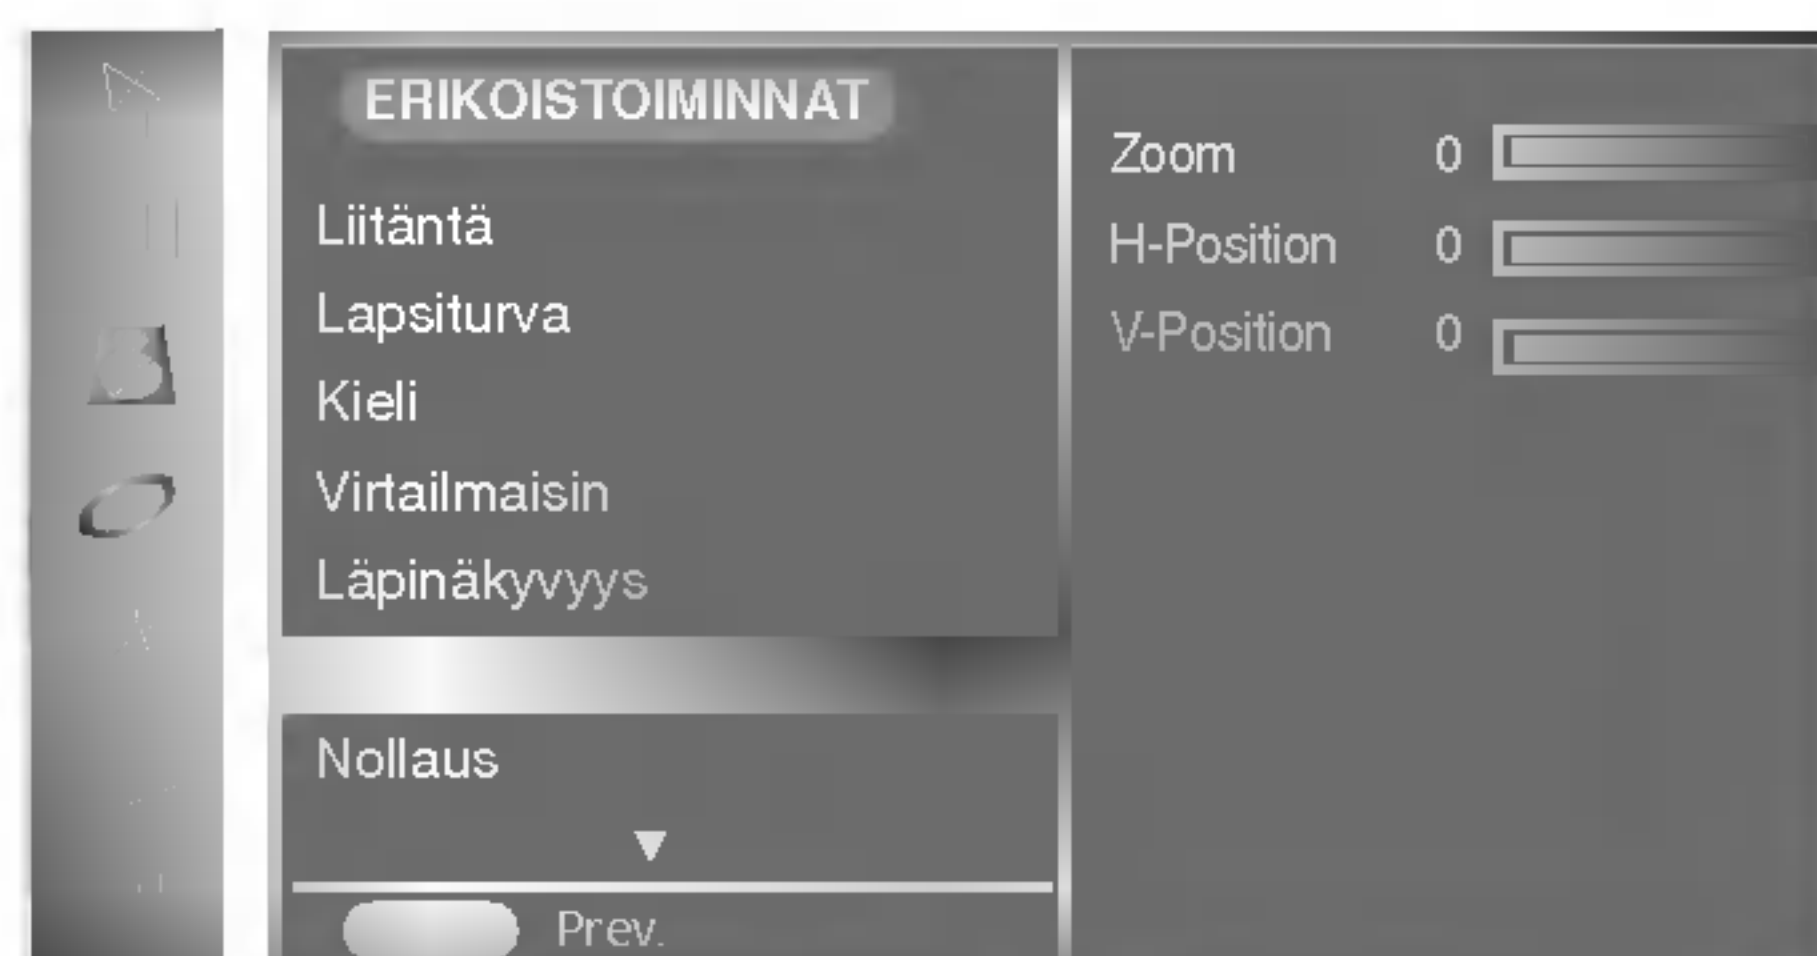 ERIKOISTOIMINNAT
Liitäntä
Lapsiturva
Kieli
Virtailmaisin
Läpinäkyvyys
Nollaus
Prev.
Zoom 0
H-Position 0
V-Position 0